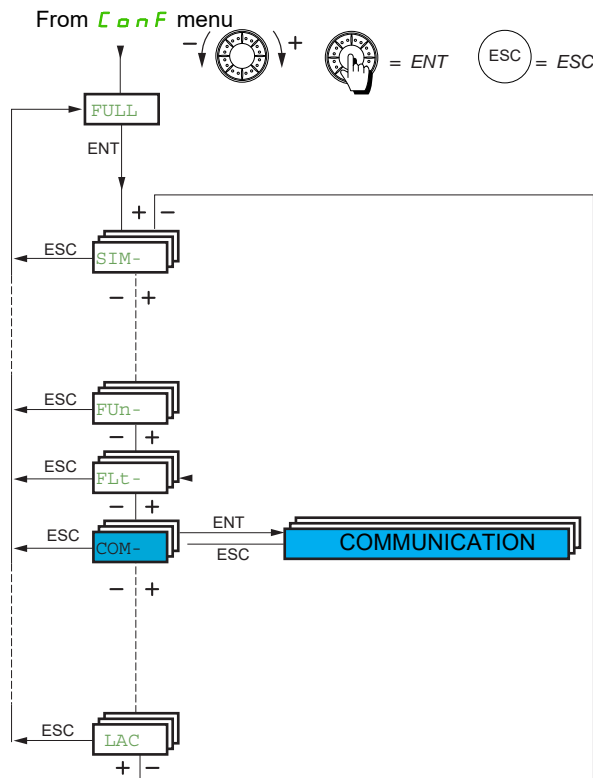 From ConF menu
− + = ENT ESC = ESC
FULL
ENT
+ −
ESC
SIM-
− +
ESC
FUn-
− +
ESC
FLt-
− +
ESC
COM-
ENT
ESC
COMMUNICATION
− +
ESC
LAC
+ −